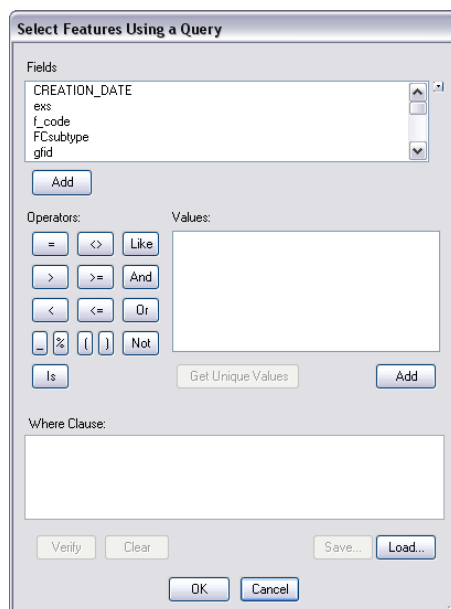 Select Features Using a Query
Fields
CREATION_DATE
exs
f_code
FCsubtype
gfid
Add
Operators: Values:
= <> Like
> >= And
< <= Or
_ % ( ) Not
Is Get Unique Values Add
Where Clause:
Verify Clear Save... Load...
OK Cancel